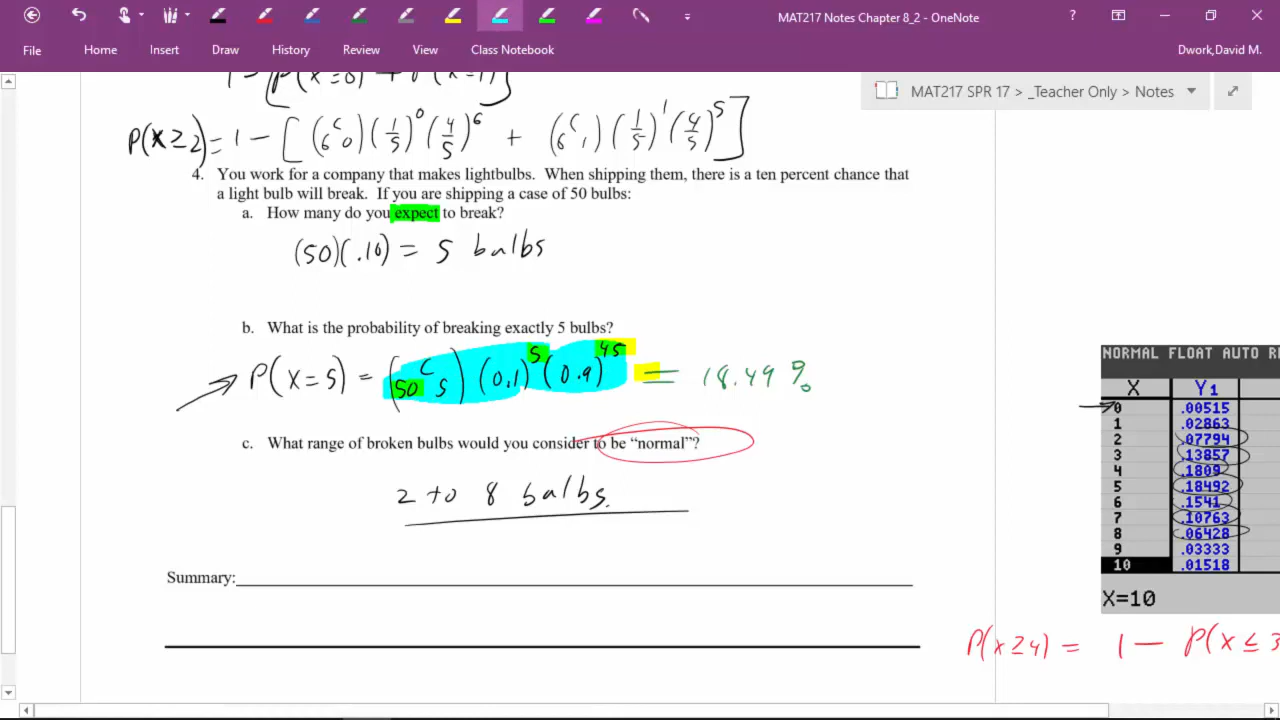 MAT217 Notes Chapter 8_2 - OneNote
File Home Insert Draw History Review View Class Notebook
Dwork,David M.
MAT217 SPR 17 > _Teacher Only > Notes
P(X≥2) = 1 - [ (6 C 0) (1/5)^0 (4/5)^6 + (6 C 1) (1/5)^1 (4/5)^5 ]
4. You work for a company that makes lightbulbs. When shipping them, there is a ten percent chance that
a light bulb will break. If you are shipping a case of 50 bulbs:
a. How many do you expect to break?
(50)(.10) = 5 bulbs
b. What is the probability of breaking exactly 5 bulbs?
P(X=5) = (50 C 5) (0.1)^5 (0.9)^45 = 18.49 %
c. What range of broken bulbs would you consider to be “normal”?
2 to 8 bulbs.
Summary:
NORMAL FLOAT AUTO RE
X Y1
0 .00515
1 .02863
2 .07794
3 .13857
4 .1809
5 .18492
6 .1541
7 .10763
8 .06428
9 .03333
10 .01518
X=10
P(X≥4) = 1 - P(X ≤ 3